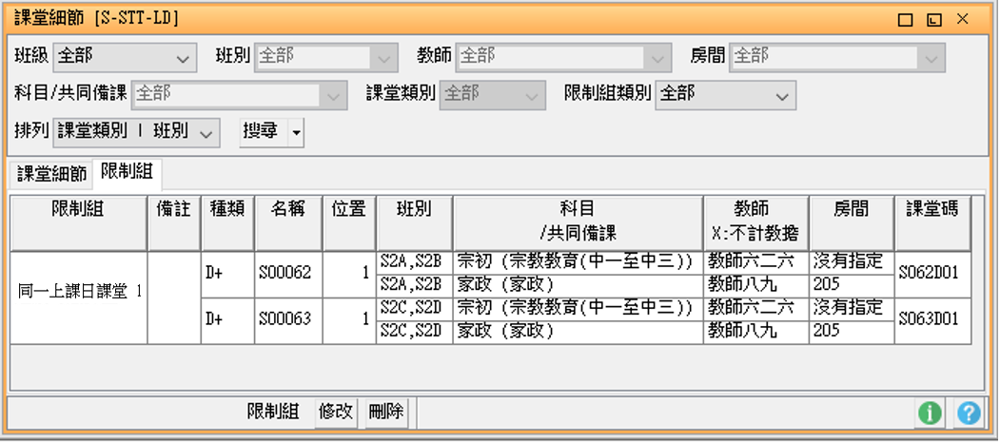 課堂細節 [S-STT-LD]
班級 全部 班別 全部 教師 全部 房間 全部
科目/共同備課 全部 課堂類別 全部 限制組類別 全部
排列 課堂類別 | 班別 搜尋
課堂細節 限制組
限制組 備註 種類 名稱 位置 班別 科目 教師 房間 課堂碼
/共同備課 X:不計教擔
同一上課日課堂 1
D+ S00062 1 S062D01
S2A,S2B 宗初 (宗教教育(中一至中三)) 教師六二六 沒有指定
S2A,S2B 家政 (家政) 教師八九 205
D+ S00063 1 S063D01
S2C,S2D 宗初 (宗教教育(中一至中三)) 教師六二六 沒有指定
S2C,S2D 家政 (家政) 教師八九 205
限制組 修改 刪除